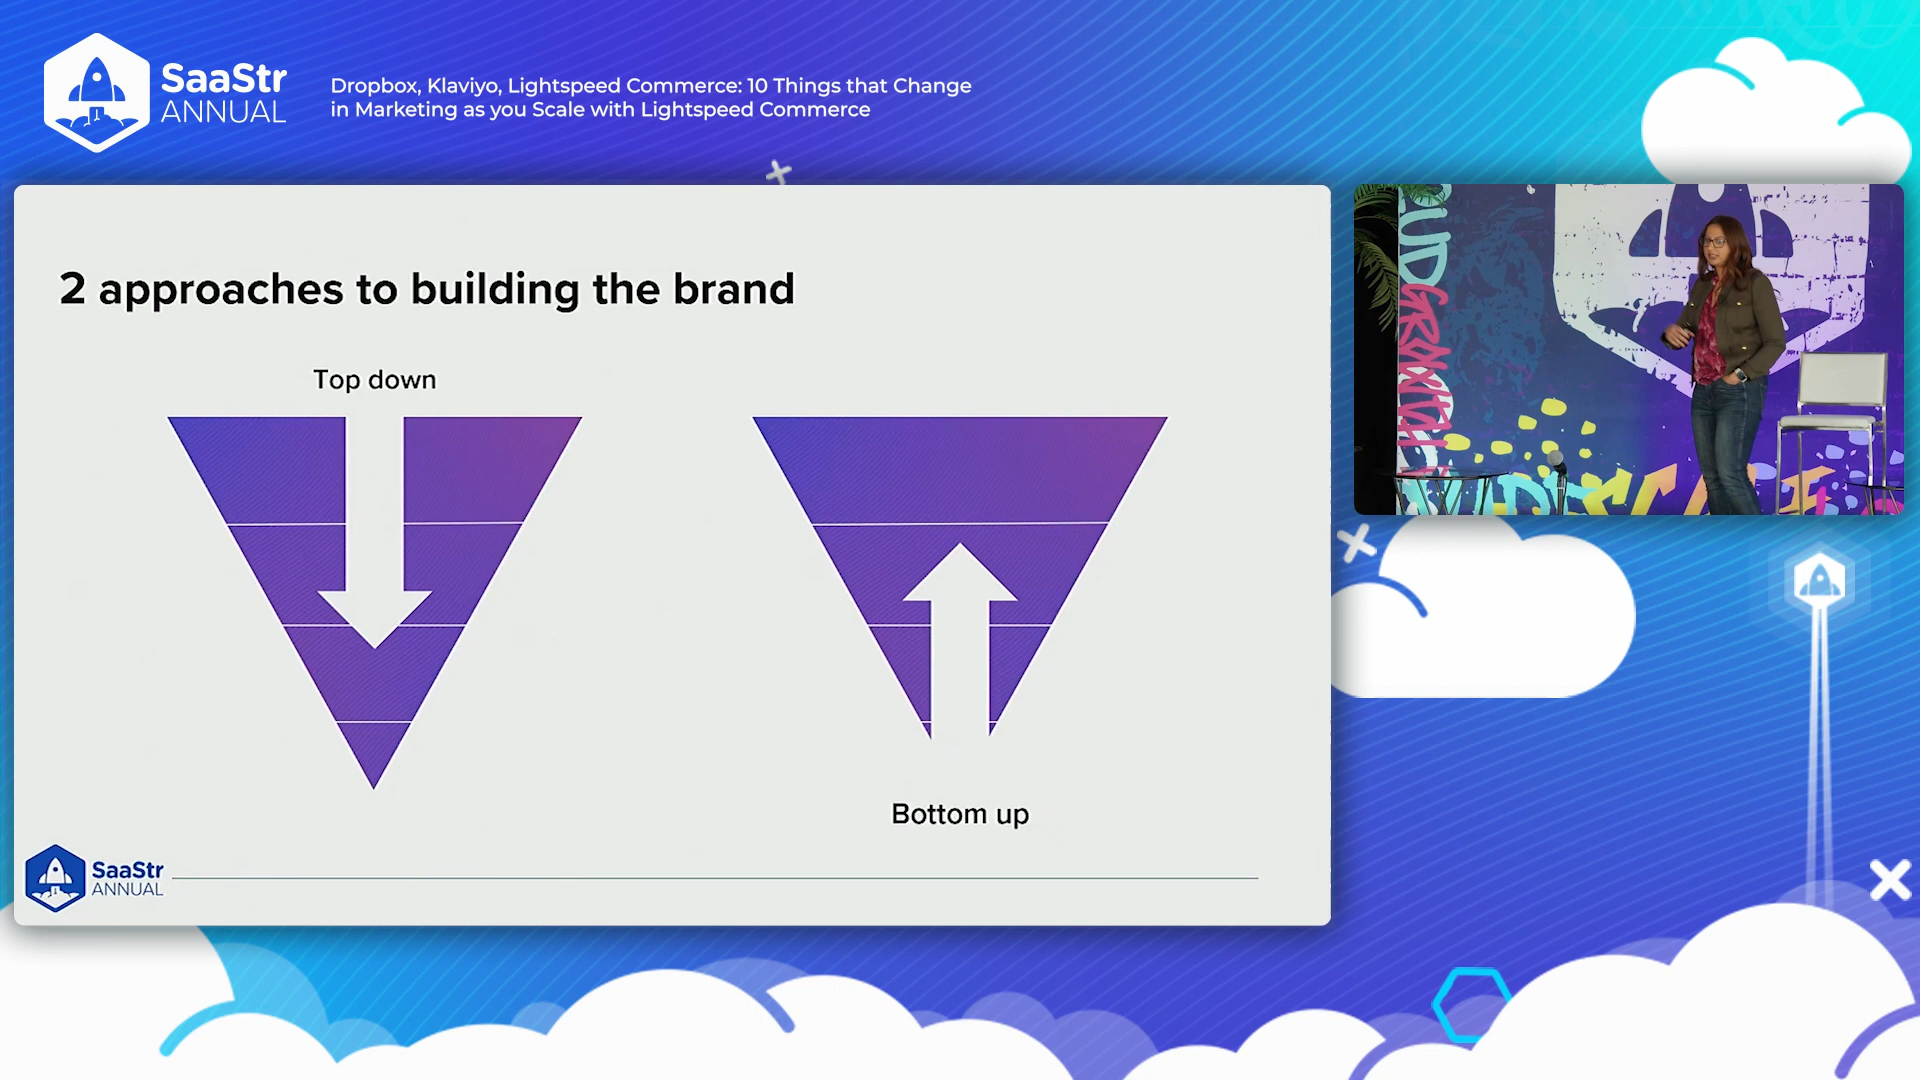 SaaStr
ANNUAL
Dropbox, Klaviyo, Lightspeed Commerce: 10 Things that Change
in Marketing as you Scale with Lightspeed Commerce
2 approaches to building the brand
Top down
Bottom up
SaaStr
ANNUAL